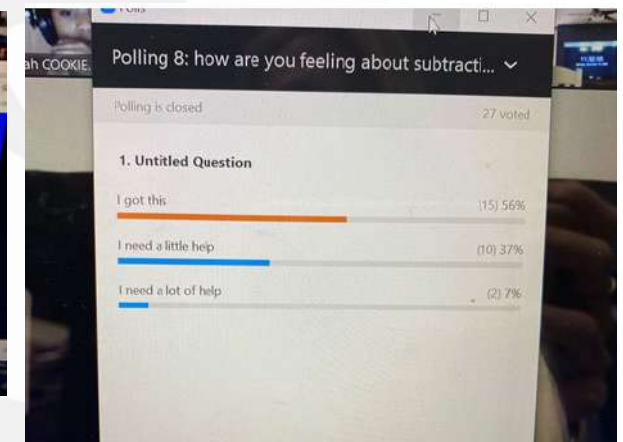 Polls
ah COOKIE.
Polling 8: how are you feeling about subtracti...
Polling is closed
27 voted
1. Untitled Question
I got this
(15) 56%
I need a little help
(10) 37%
I need a lot of help
(2) 7%